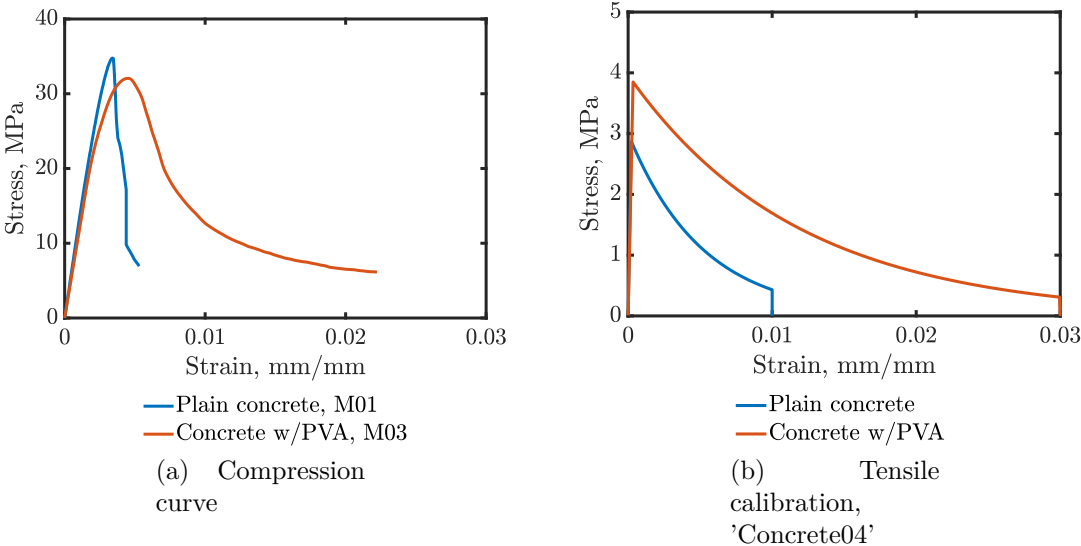 40
30
20
10
0
Stress, MPa
0 0.01 0.02 0.03
Strain, mm/mm
Plain concrete, M01
Concrete w/PVA, M03
(a) Compression
curve
5
4
3
2
1
0
Stress, MPa
0 0.01 0.02 0.03
Strain, mm/mm
Plain concrete
Concrete w/PVA
(b) Tensile
calibration,
’Concrete04’